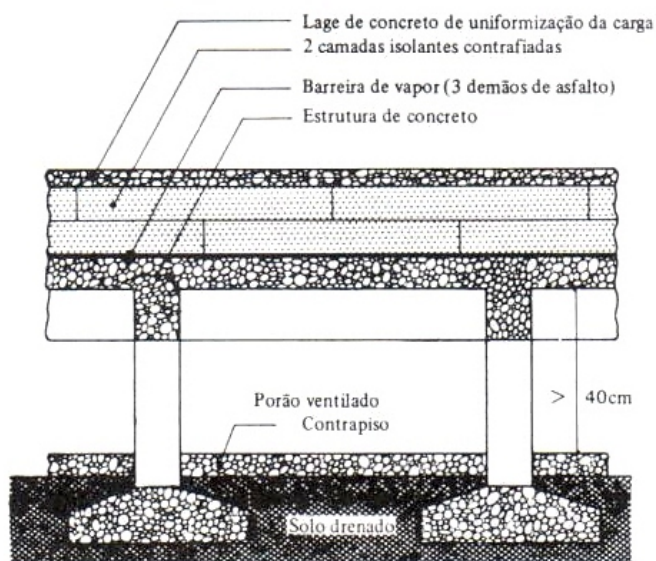 Lage de concreto de uniformização da carga
2 camadas isolantes contrafiadas
Barreira de vapor (3 demãos de asfalto)
Estrutura de concreto
> 40cm
Porão ventilado
Contrapiso
Solo drenado